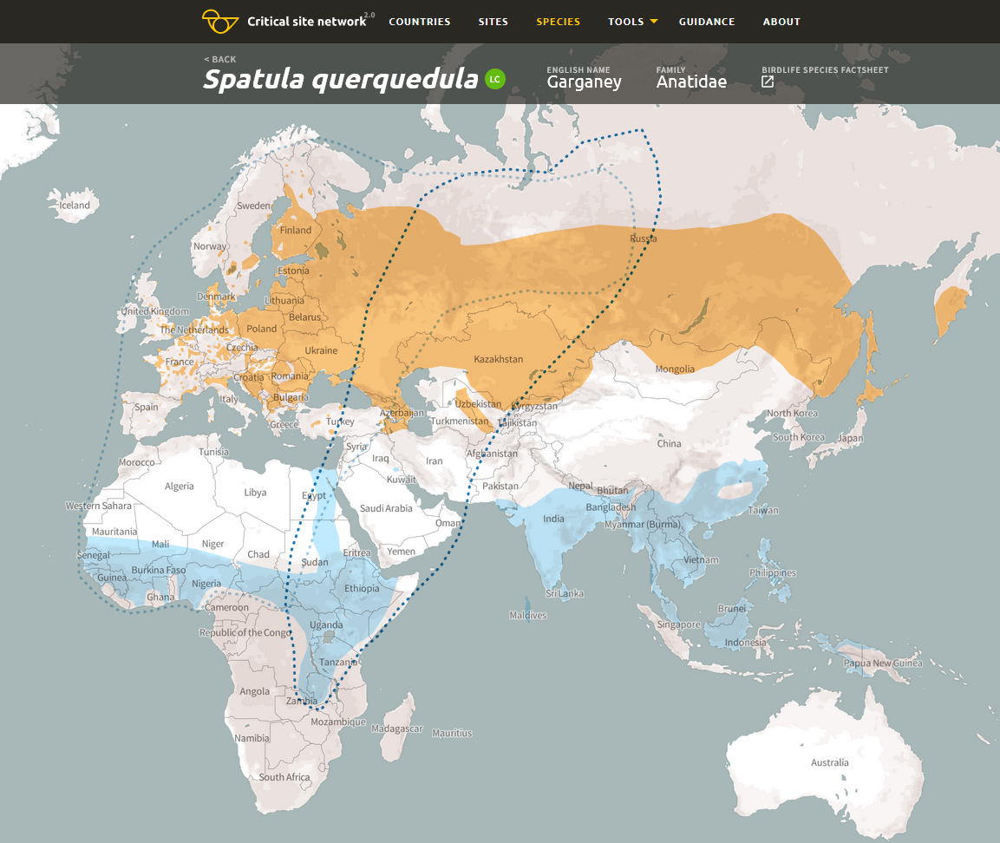 Critical site network 2.0 COUNTRIES SITES SPECIES TOOLS GUIDANCE ABOUT
< BACK
Spatula querquedula LC
ENGLISH NAME FAMILY BIRDLIFE SPECIES FACTSHEET
Garganey Anatidae
Iceland
Sweden
Finland
Russia
Norway
Estonia
Denmark
Lithuania
United Kingdom
Belarus
The Netherlands
Poland
Czechia
Ukraine
Kazakhstan
France
Mongolia
Croatia
Romania
Bulgaria
Italy
Spain
Uzbekistan
Kyrgyzstan
Azerbaijan
North Korea
Turkey
Turkmenistan
Tajikistan
Greece
South Korea
Japan
Syria
China
Tunisia
Iraq
Afghanistan
Morocco
Iran
Kuwait
Algeria
Pakistan
Nepal
Bhutan
Libya
Egypt
Western Sahara
Saudi Arabia
Bangladesh
Taiwan
India
Oman
Myanmar (Burma)
Mauritania
Mali
Niger
Chad
Eritrea
Yemen
Senegal
Sudan
Vietnam
Burkina Faso
Guinea
Nigeria
Philippines
Ethiopia
Ghana
Sri Lanka
Cameroon
Brunei
Maldives
Uganda
Singapore
Republic of the Congo
Indonesia
Tanzania
Papua New Guinea
Angola
Zambia
Mozambique
Madagascar
Mauritius
Namibia
Australia
South Africa